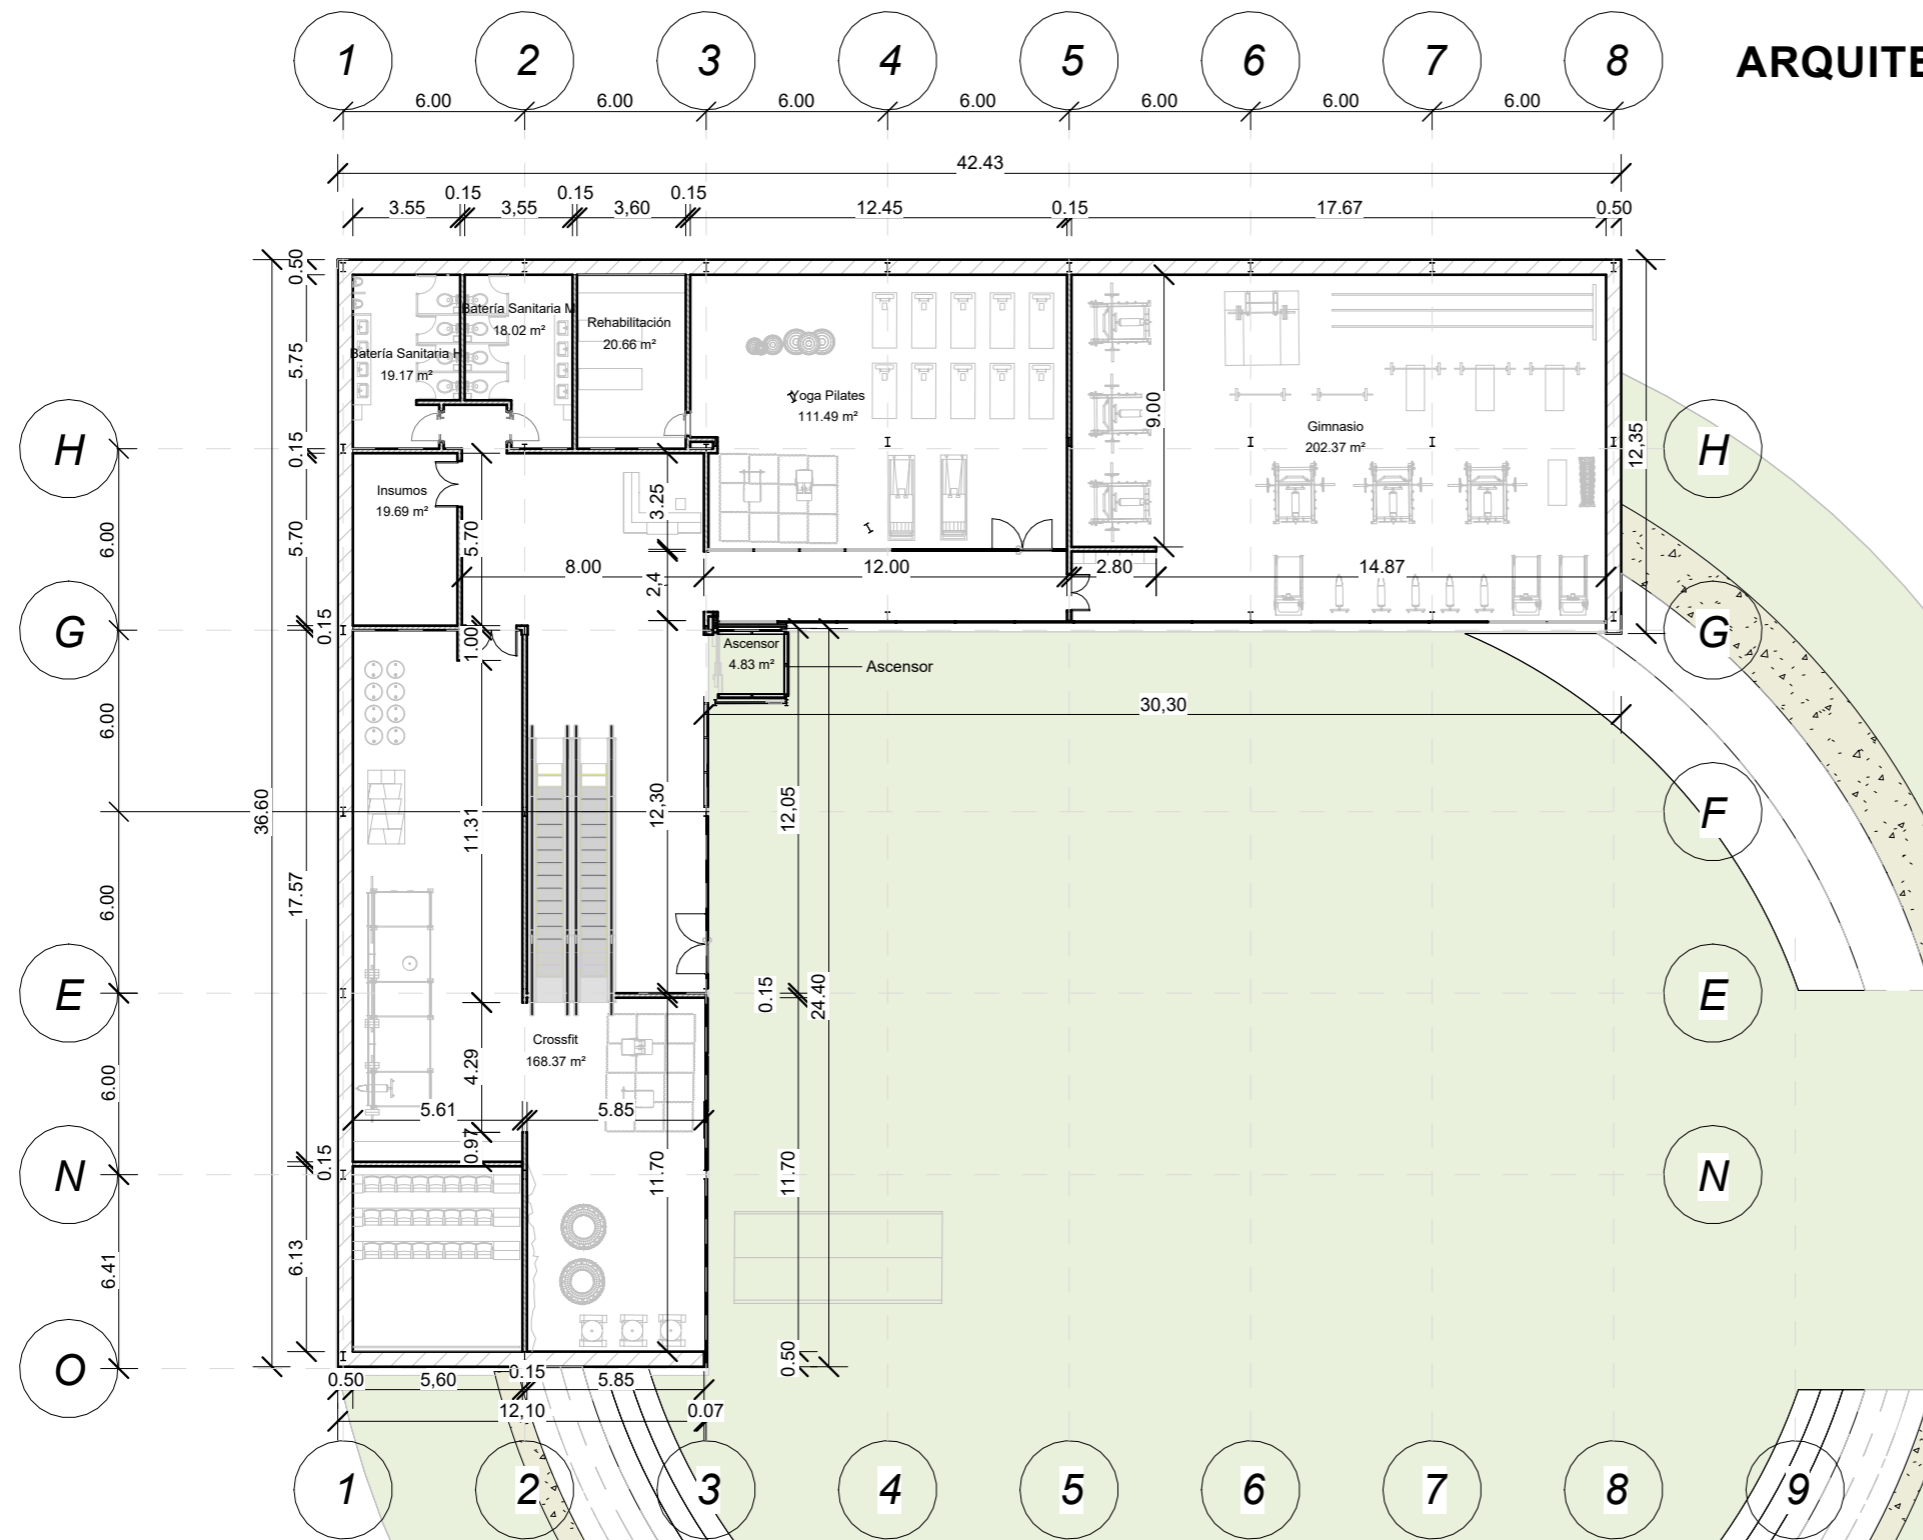 1 2 3 4 5 6 7 8 ARQUITE
6.00 6.00 6.00 6.00 6.00 6.00 6.00
42.43
0.15 0.15 0.15
3.55 3,55 3,60 12.45 0.15 17.67 0.50
0.50
Batería Sanitaria M
18.02 m²
Rehabilitación
20.66 m²
Batería Sanitaria H
19.17 m²
5.75
Yoga Pilates
111.49 m²
9.00
Gimnasio
202.37 m²
12,35
H 0.15 H
Insumos
19.69 m²
6.00 5.70 5.70 3.25
8.00 2,4 12.00 2.80 14.87
G 0.15 1.00 G
Ascensor
4.83 m²
Ascensor
30,30
6.00
36.60 11.31 12,30 12,05 F
6.00 17.57
E 0.15 24.40 E
Crossfit
168.37 m²
6.00 4.29
5.61 5.85
N 0.15 0.97 11.70 11.70 N
6.41 6.13
O 0.50
0.50 5,60 0.15 5.85
12,10 0.07
1 2 3 4 5 6 7 8 9